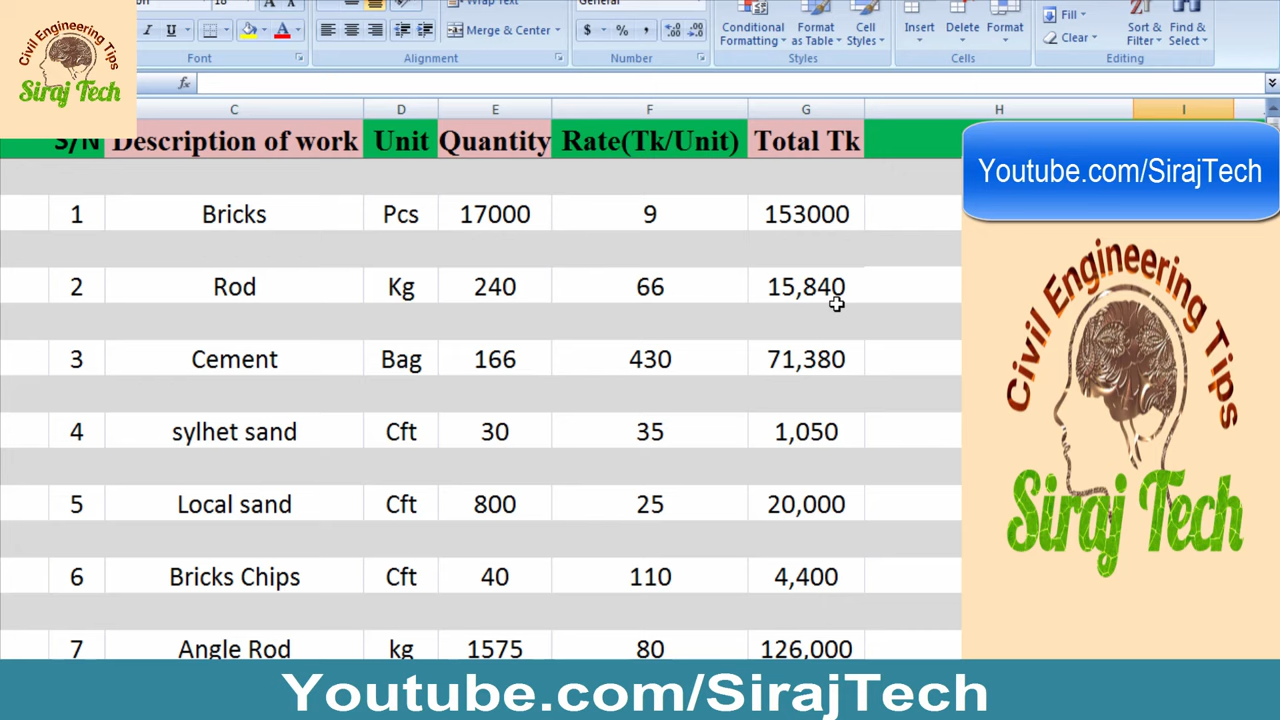 Civil Engineering Tips
Siraj Tech
General
Merge & Center
$ % ,
Conditional Formatting
Format as Table
Cell Styles
Insert
Delete
Format
Fill
Clear
Sort & Filter
Find & Select
Font
Alignment
Number
Styles
Cells
Editing
fx
C D E F G H I
S/N Description of work Unit Quantity Rate(Tk/Unit) Total Tk
1 Bricks Pcs 17000 9 153000
2 Rod Kg 240 66 15,840
3 Cement Bag 166 430 71,380
4 sylhet sand Cft 30 35 1,050
5 Local sand Cft 800 25 20,000
6 Bricks Chips Cft 40 110 4,400
7 Angle Rod kg 1575 80 126,000
Youtube.com/SirajTech
Civil Engineering Tips
Siraj Tech
Youtube.com/SirajTech